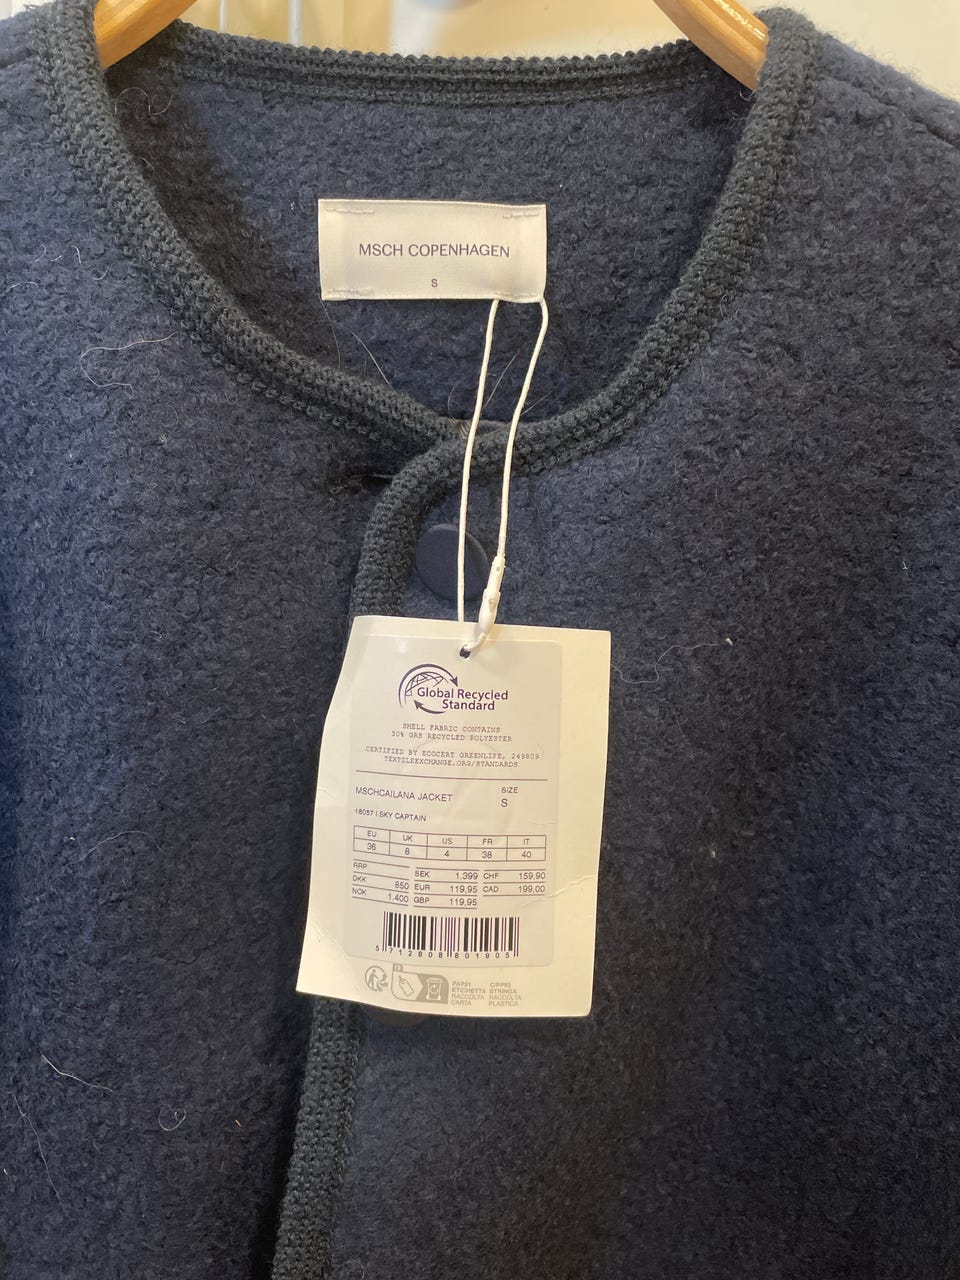 MSCH COPENHAGEN
S
Global Recycled
Standard
SHELL FABRIC CONTAINS
50% GRS RECYCLED POLYESTER
CERTIFIED BY ECOCERT GREENLIFE, 249809
TEXTILEEXCHANGE.ORG/STANDARDS
MSCHCAILANA JACKET SIZE
S
18057 | SKY CAPTAIN
EU UK US FR IT
36 8 4 38 40
RRP SEK 1.399 CHF 159,90
DKK 850 EUR 119,95 CAD 199,00
NOK 1.400 GBP 119,95
5 712808 801905
PAP21 C/PP83
ETICHETTA STRINGA
RACCOLTA RACCOLTA
CARTA PLASTICA